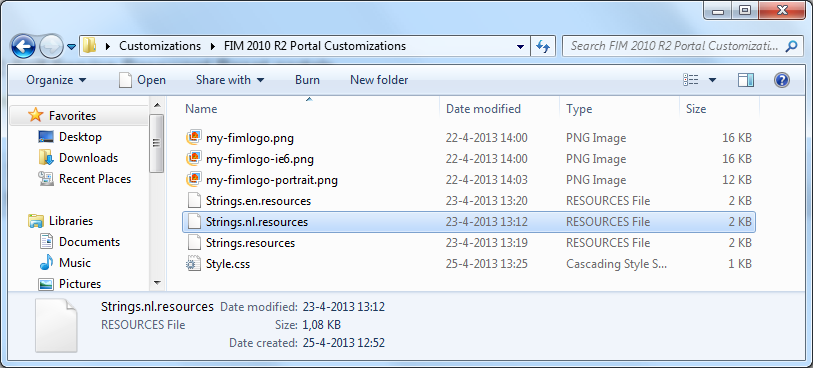 Customizations FIM 2010 R2 Portal Customizations Search FIM 2010 R2 Portal Customizati...
Organize Open Share with Burn New folder
Favorites
Desktop
Downloads
Recent Places
Libraries
Documents
Music
Pictures
Name Date modified Type Size
my-fimlogo.png 22-4-2013 14:00 PNG Image 16 KB
my-fimlogo-ie6.png 22-4-2013 14:00 PNG Image 16 KB
my-fimlogo-portrait.png 22-4-2013 14:03 PNG Image 12 KB
Strings.en.resources 23-4-2013 13:20 RESOURCES File 2 KB
Strings.nl.resources 23-4-2013 13:12 RESOURCES File 2 KB
Strings.resources 23-4-2013 13:19 RESOURCES File 2 KB
Style.css 25-4-2013 13:25 Cascading Style S... 1 KB
Strings.nl.resources Date modified: 23-4-2013 13:12
RESOURCES File Size: 1,08 KB
Date created: 25-4-2013 12:52